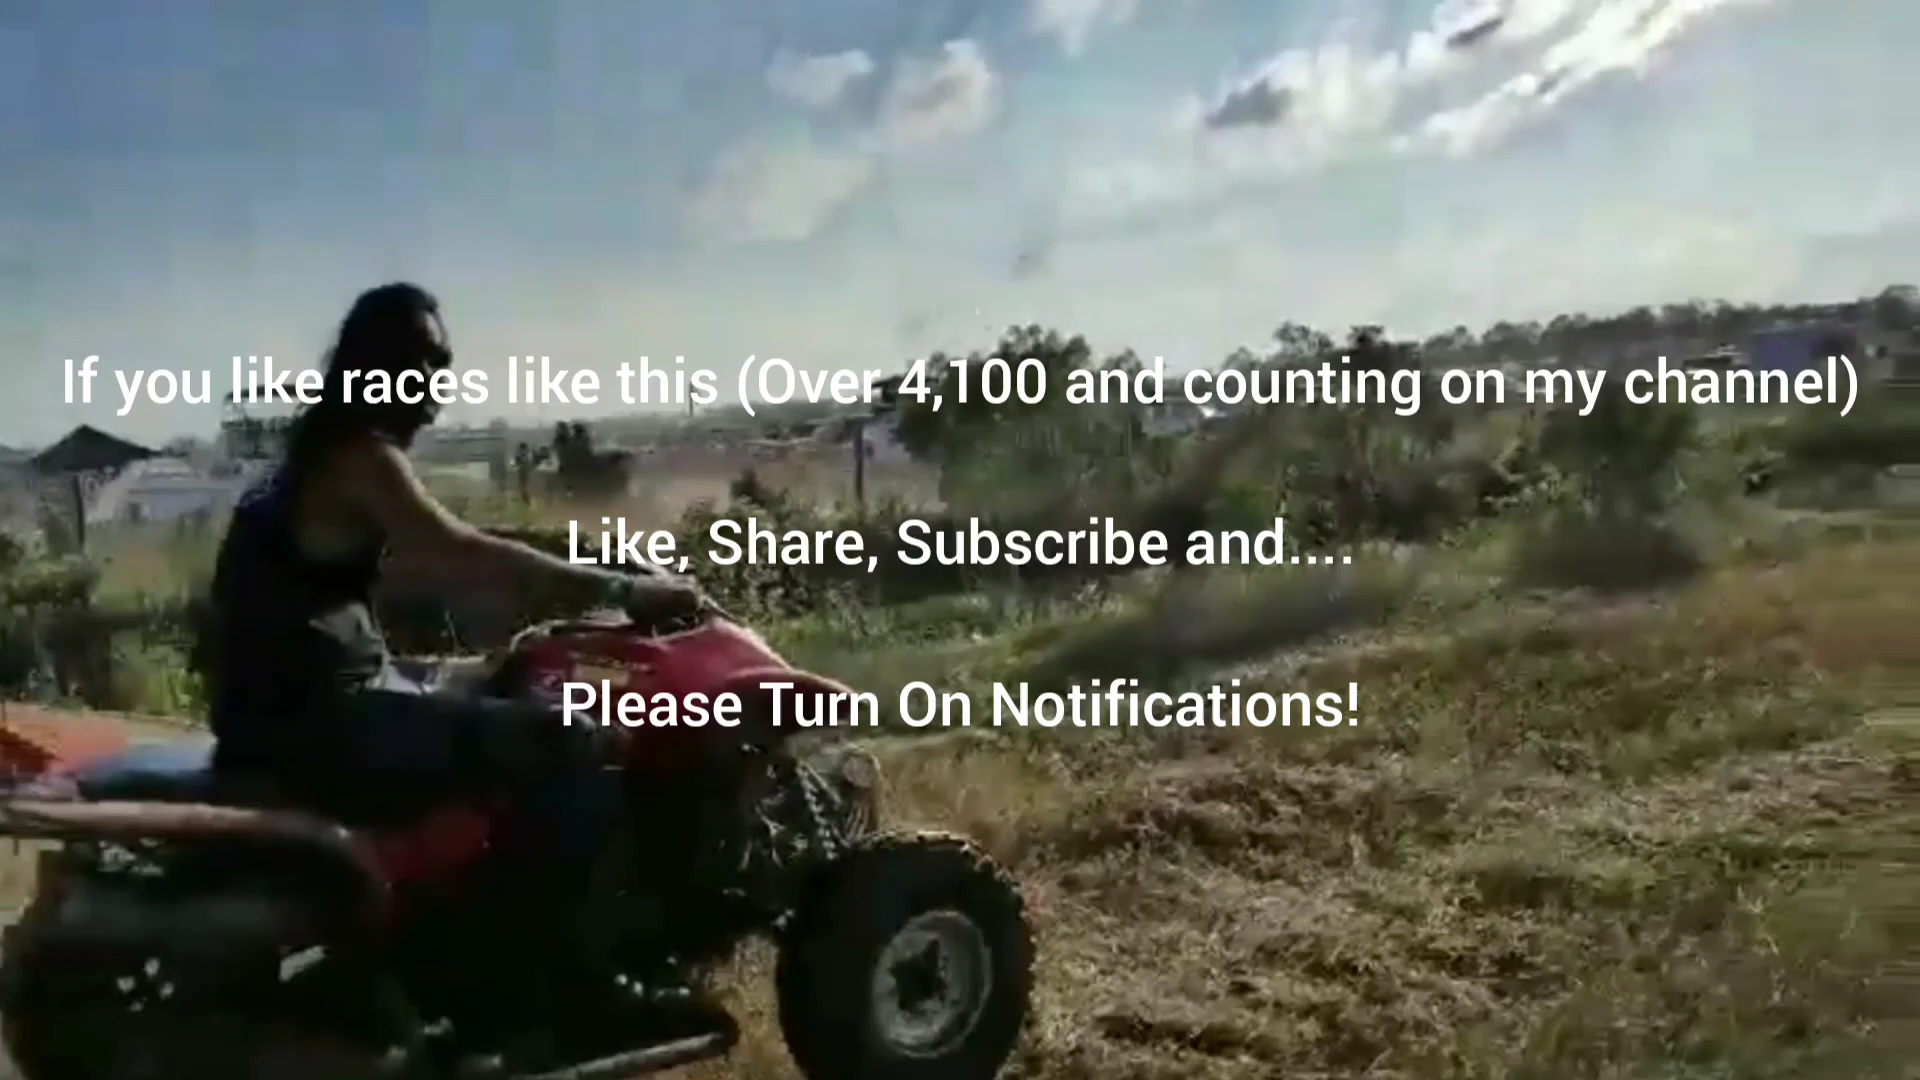 If you like races like this (Over 4,100 and counting on my channel)
Like, Share, Subscribe and....
Please Turn On Notifications!